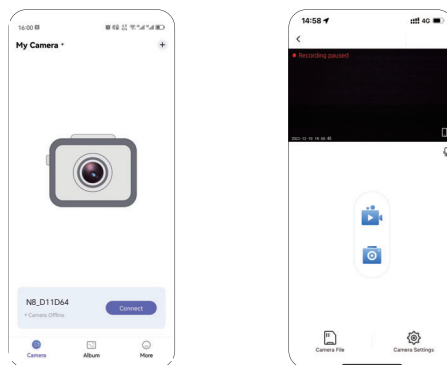 16:00
My Camera
+
N8_D11D64
Camera Offline
Connect
Camera
Album
More
14:58
4G
Recording paused
Camera File
Camera Settings